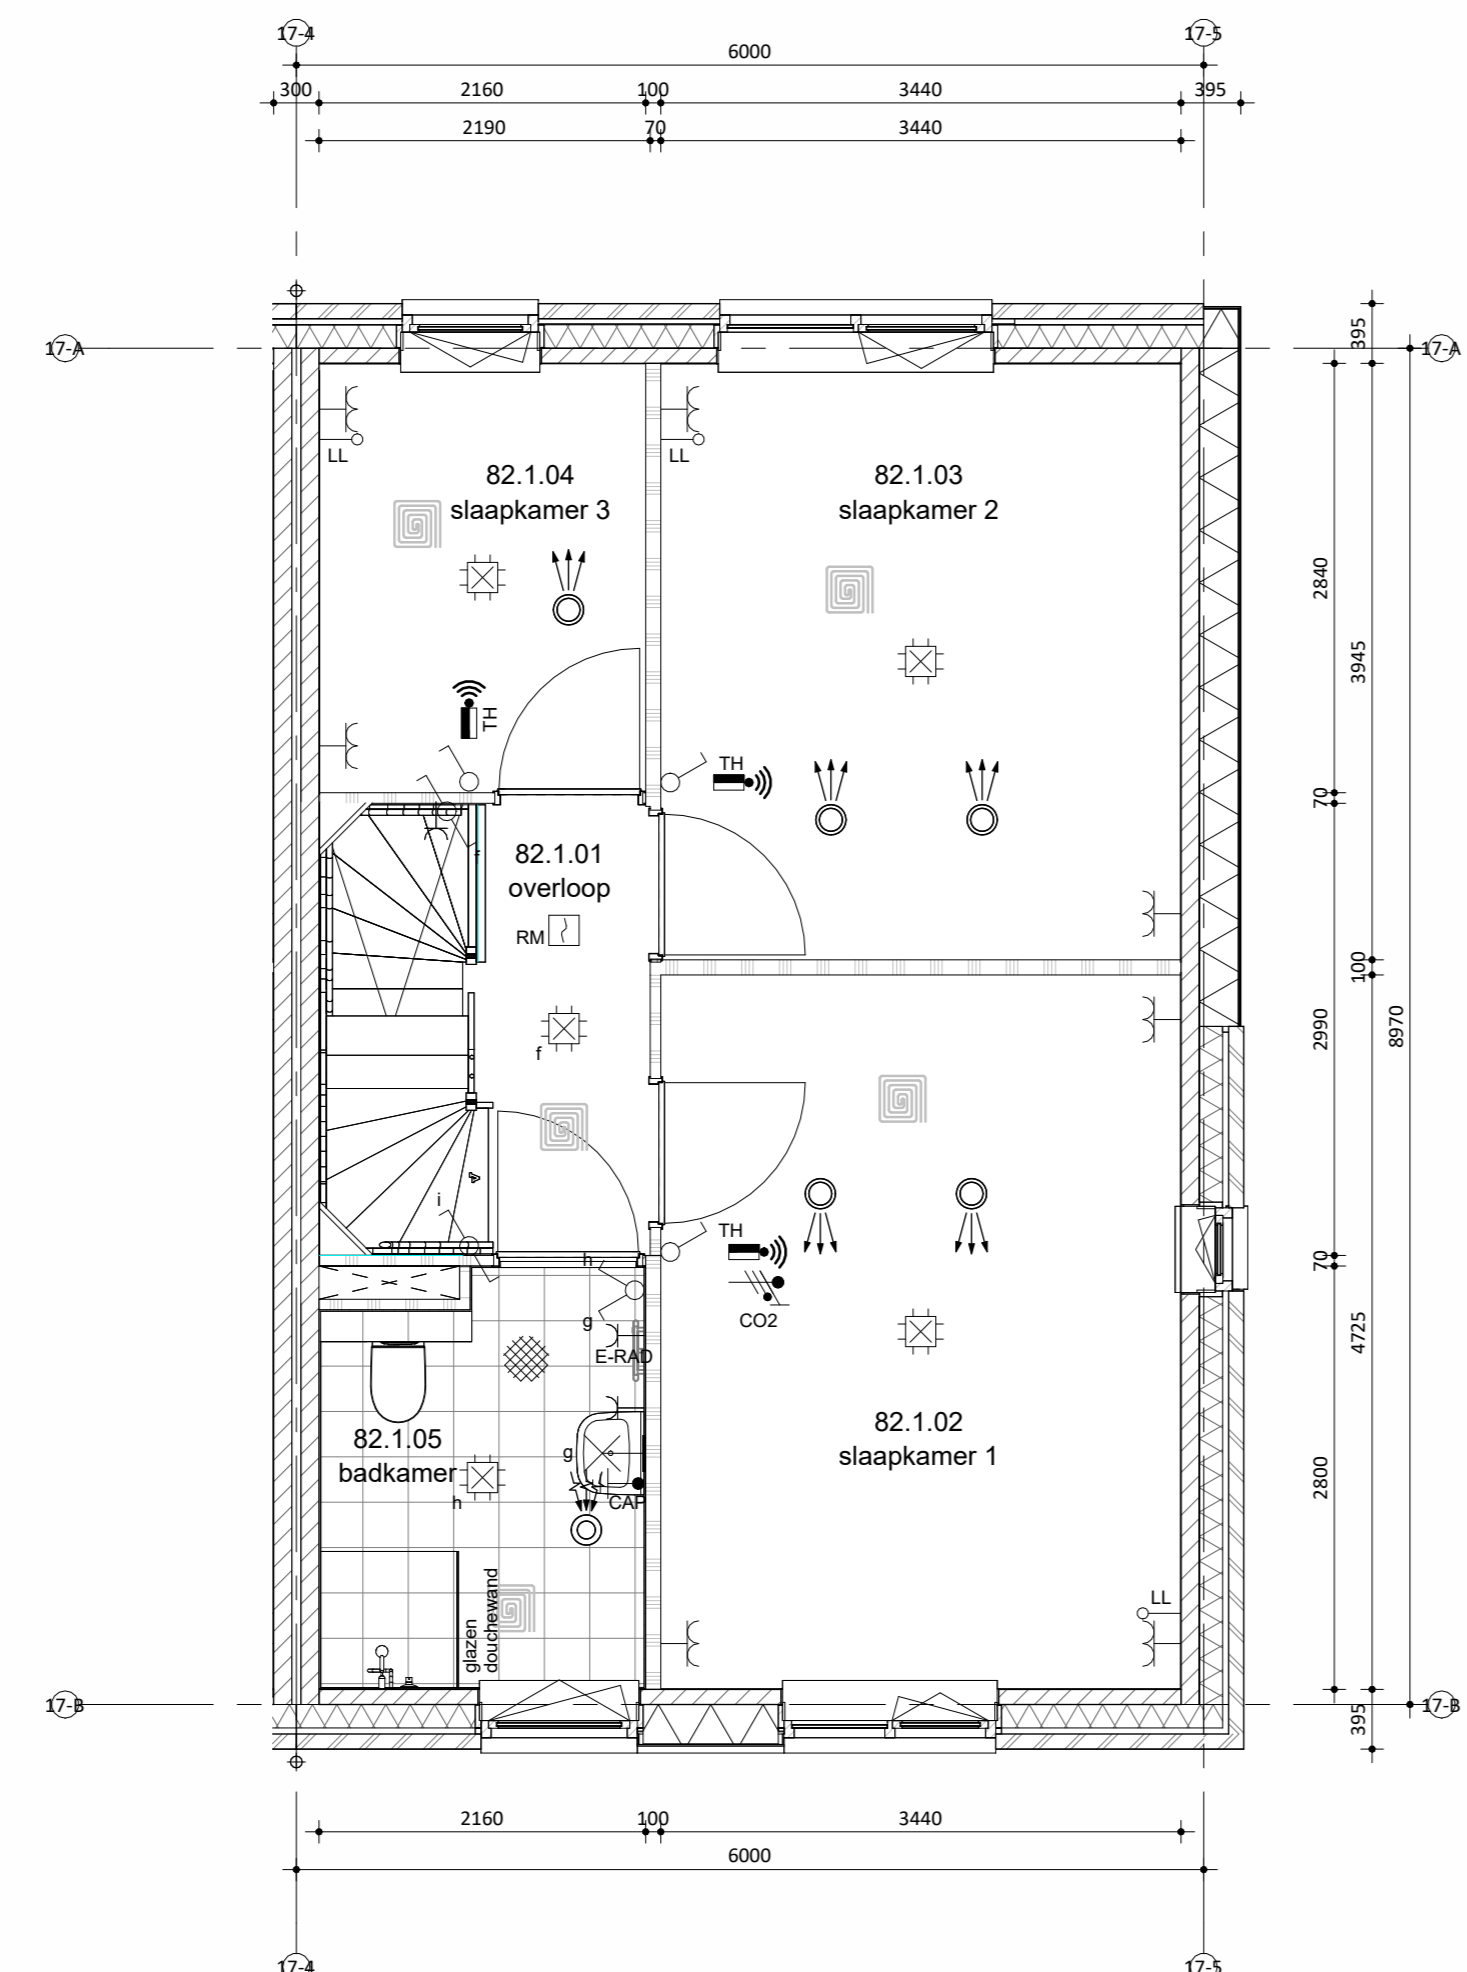 17-4
17-5
6000
300
2160
100
3440
395
2190
70
3440
17-A
17-A
395
LL
LL
82.1.04
slaapkamer 3
82.1.03
slaapkamer 2
2840
3945
TH
TH
70
82.1.01
overloop
RM
f
f
100
2990
8970
A
i
TH
CO2
70
h
g
E-RAD
4725
82.1.05
badkamer
g
h
CAP
82.1.02
slaapkamer 1
2800
glazen
douchewand
LL
17-B
17-B
395
2160
100
3440
6000
17-4
17-5